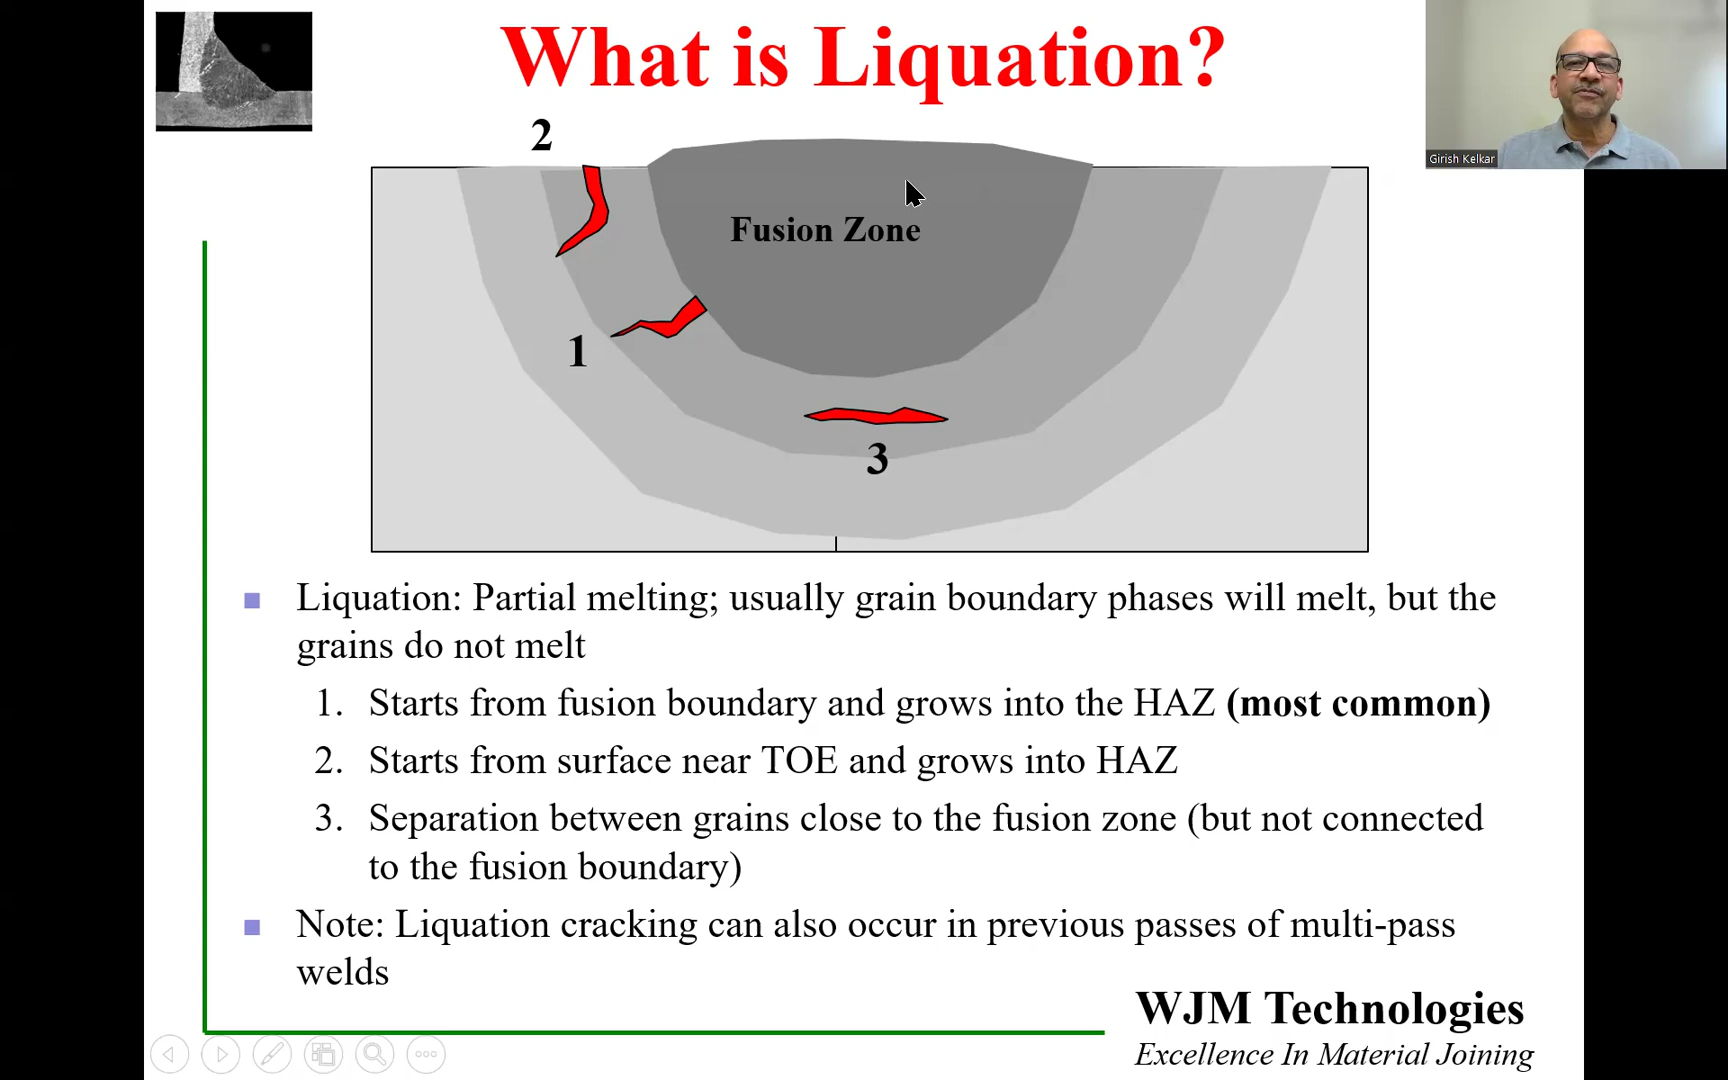 What is Liquation?
Girish Kelkar
2
Fusion Zone
1
3
Liquation: Partial melting; usually grain boundary phases will melt, but the
grains do not melt
1. Starts from fusion boundary and grows into the HAZ (most common)
2. Starts from surface near TOE and grows into HAZ
3. Separation between grains close to the fusion zone (but not connected
to the fusion boundary)
Note: Liquation cracking can also occur in previous passes of multi-pass
welds
WJM Technologies
Excellence In Material Joining